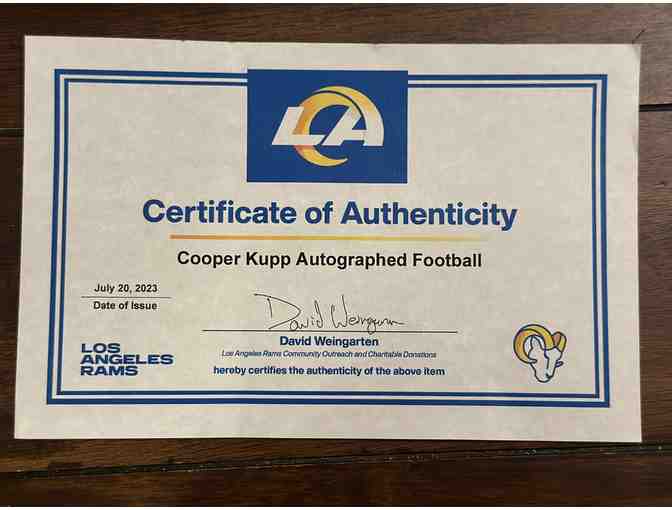 LA
Certificate of Authenticity
Cooper Kupp Autographed Football
July 20, 2023
Date of Issue
David Weingarten
David Weingarten
Los Angeles Rams Community Outreach and Charitable Donations
hereby certifies the authenticity of the above item
LOS
ANGELES
RAMS